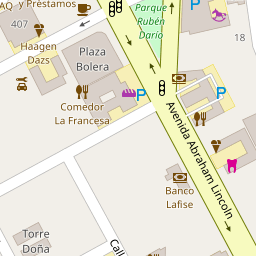 AQ
y Préstamos
407
Haagen
Dazs
Plaza
Bolera
Parque
Rubén
Darío
18
P
P
P
Comedor
La Francesa
Avenida Abraham Lincoln
Banco
Lafise
Torre
Doña
Call